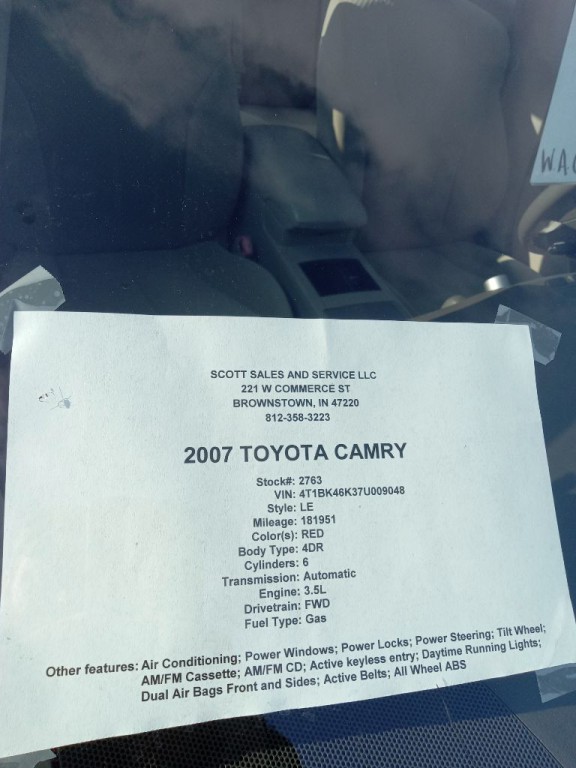 WAC
SCOTT SALES AND SERVICE LLC
221 W COMMERCE ST
BROWNSTOWN, IN 47220
812-358-3223
2007 TOYOTA CAMRY
Stock#: 2763
VIN: 4T1BK46K37U009048
Style: LE
Mileage: 181951
Color(s): RED
Body Type: 4DR
Cylinders: 6
Transmission: Automatic
Engine: 3.5L
Drivetrain: FWD
Fuel Type: Gas
Other features: Air Conditioning; Power Windows; Power Locks; Power Steering; Tilt Wheel;
AM/FM Cassette; AM/FM CD; Active keyless entry; Daytime Running Lights;
Dual Air Bags Front and Sides; Active Belts; All Wheel ABS